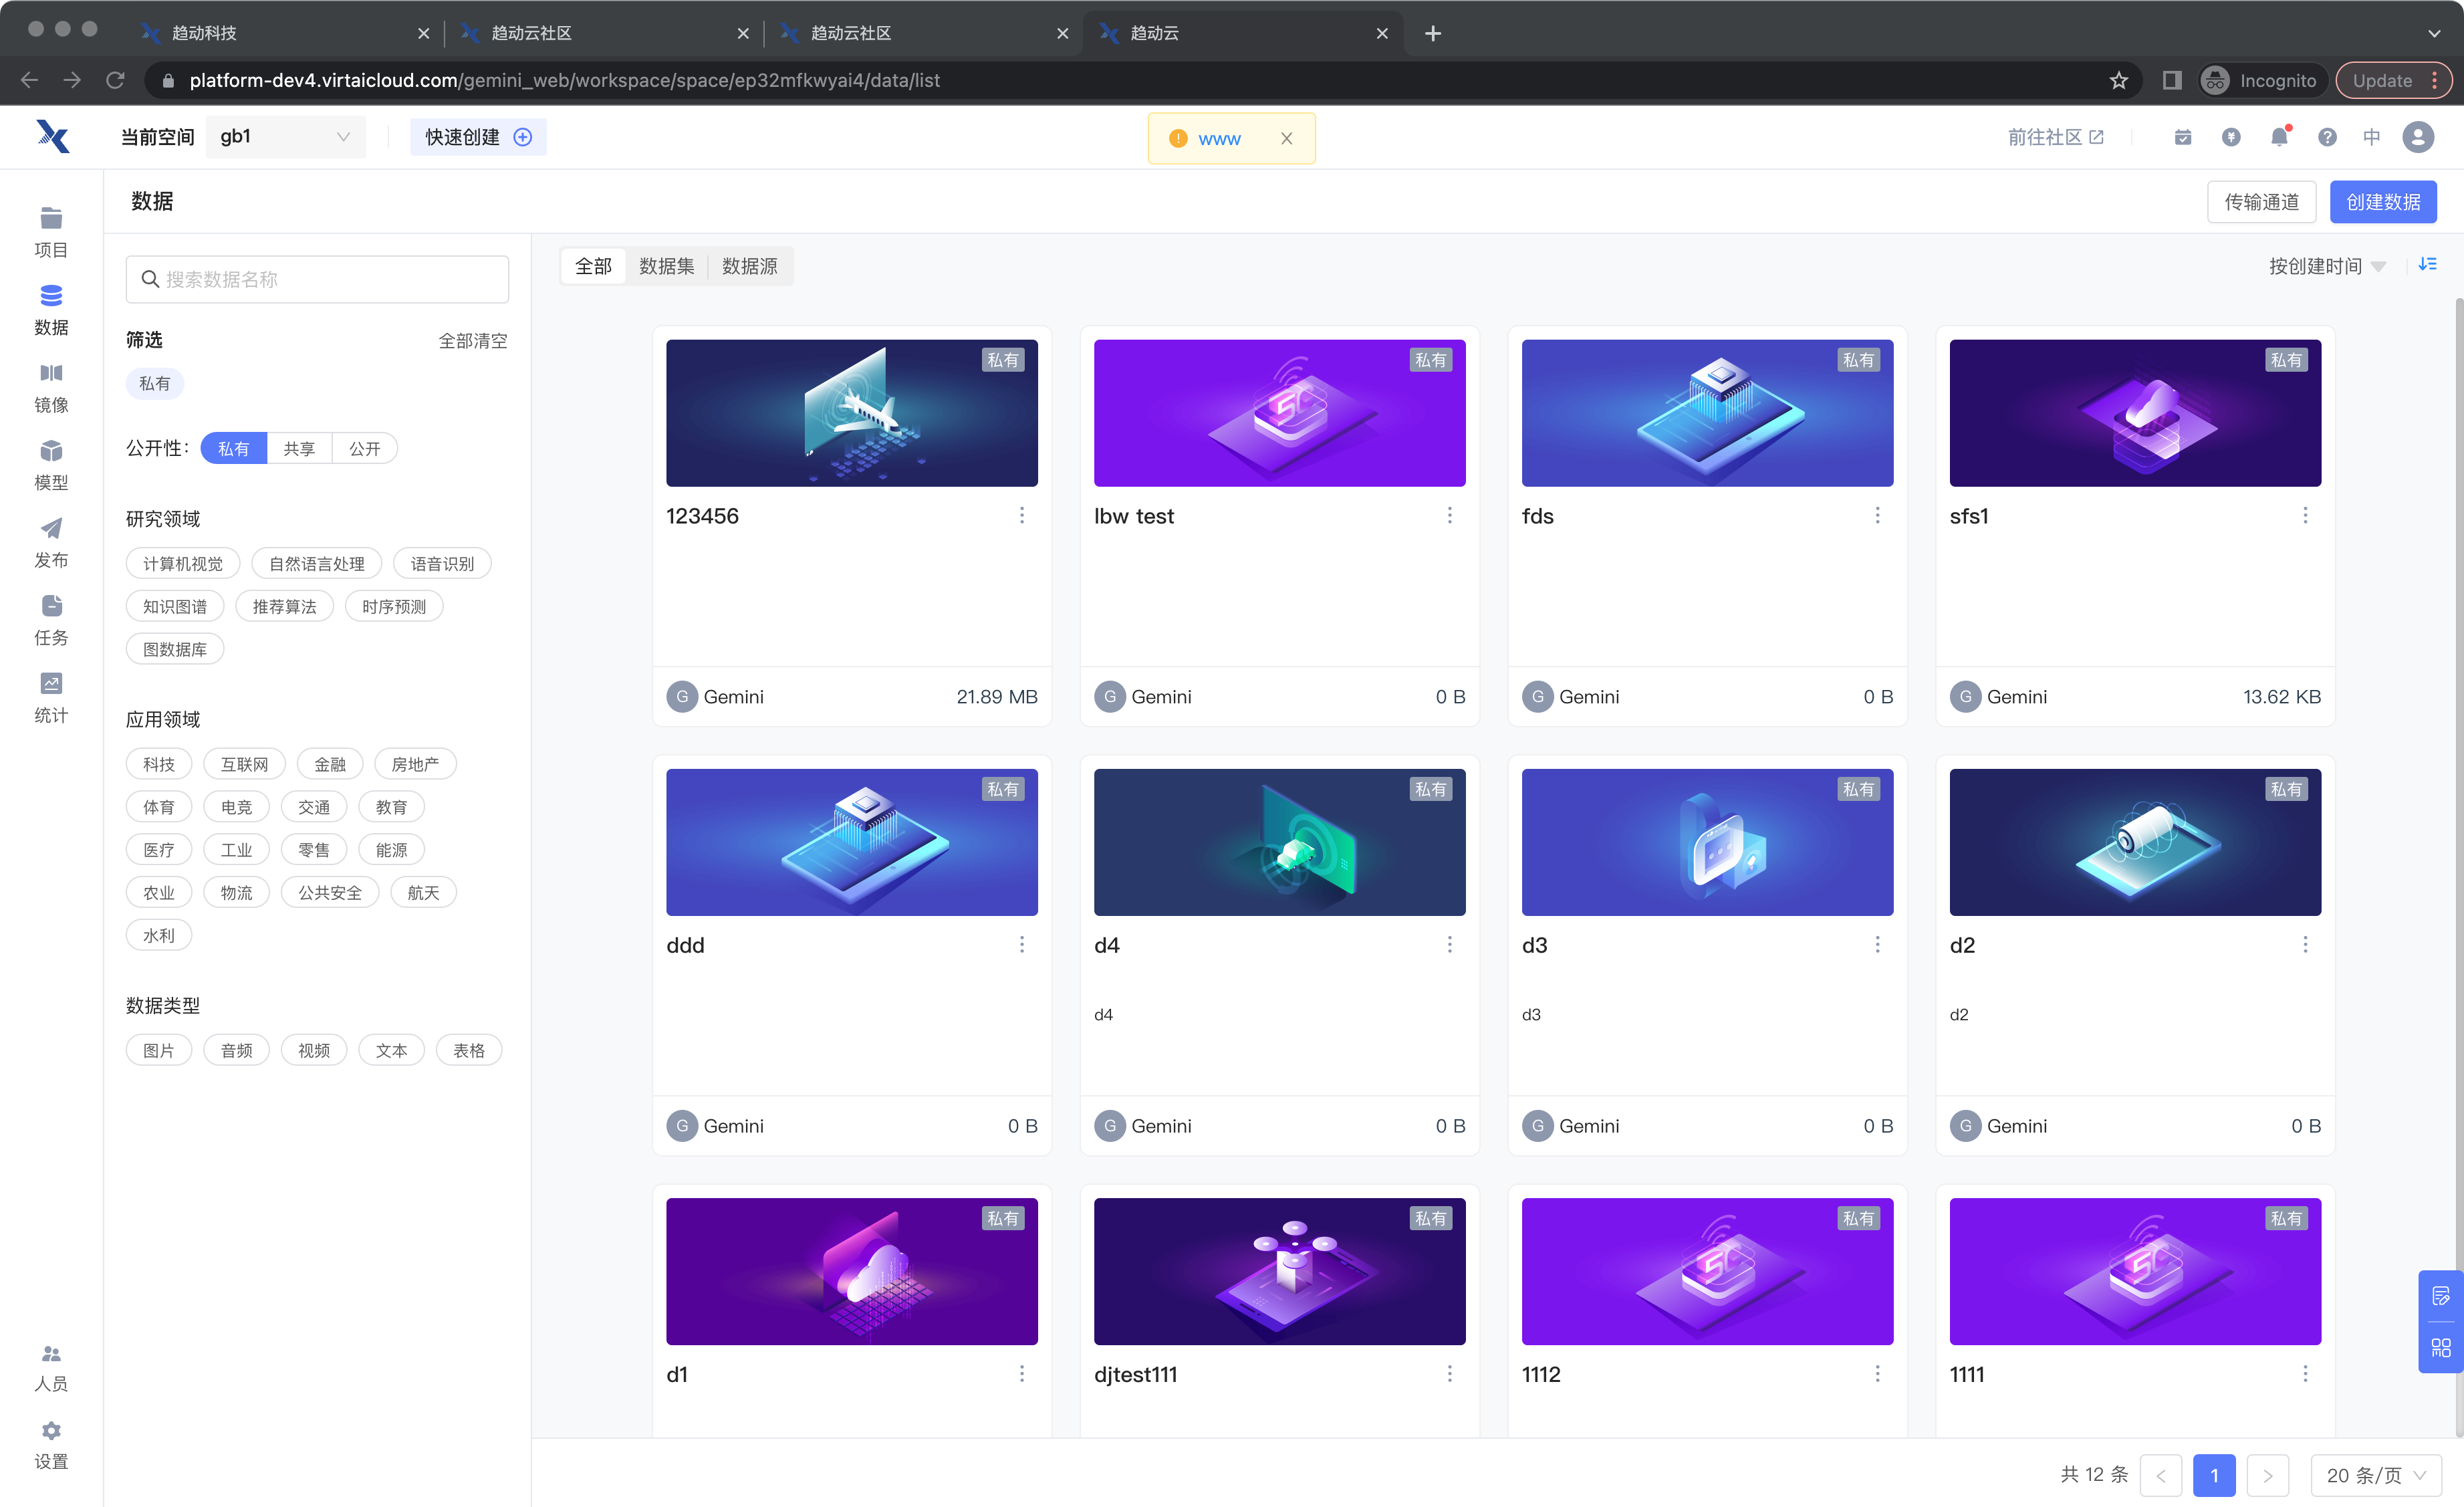 趋动科技
趋动云社区
趋动云社区
趋动云
platform-dev4.virtaicloud.com/gemini_web/workspace/space/ep32mfkwyai4/data/list
Incognito
Update
当前空间 gb1 快速创建
www
前往社区 中
数据
传输通道 创建数据
项目
数据
镜像
模型
发布
任务
统计
人员
设置
搜索数据名称
筛选 全部清空
私有
公开性: 私有 共享 公开
研究领域
计算机视觉 自然语言处理 语音识别
知识图谱 推荐算法 时序预测
图数据库
应用领域
科技 互联网 金融 房地产
体育 电竞 交通 教育
医疗 工业 零售 能源
农业 物流 公共安全 航天
水利
数据类型
图片 音频 视频 文本 表格
全部 数据集 数据源
按创建时间
私有 私有 私有 私有
5G
123456 lbw test fds sfs1
G Gemini 21.89 MB G Gemini 0 B G Gemini 0 B G Gemini 13.62 KB
私有 私有 私有 私有
ddd d4 d3 d2
d4 d3 d2
G Gemini 0 B G Gemini 0 B G Gemini 0 B G Gemini 0 B
私有 私有 私有 私有
5G 5G
d1 djtest111 1112 1111
共 12 条 1 20 条/页